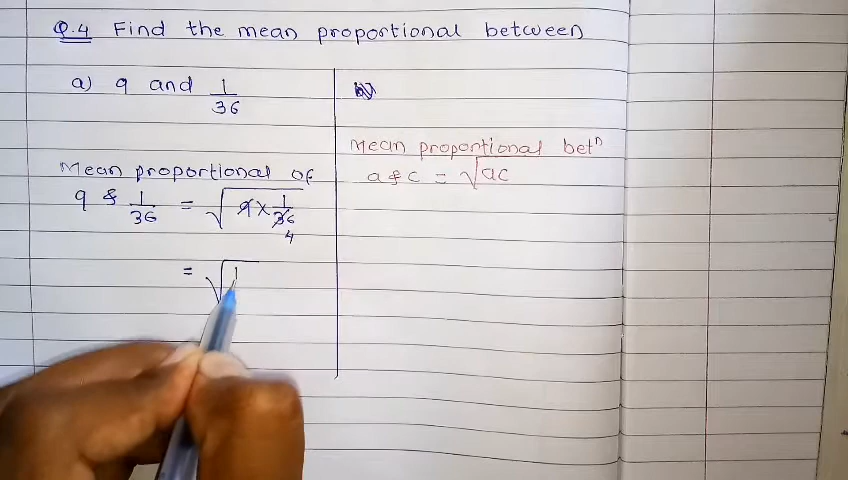 Q.4 Find the mean proportional between
a) 9 and 1/36
Mean proportional of
9 & 1/36 = √9 × 1/36
4
= √1
Mean proportional betn
a & c = √ac